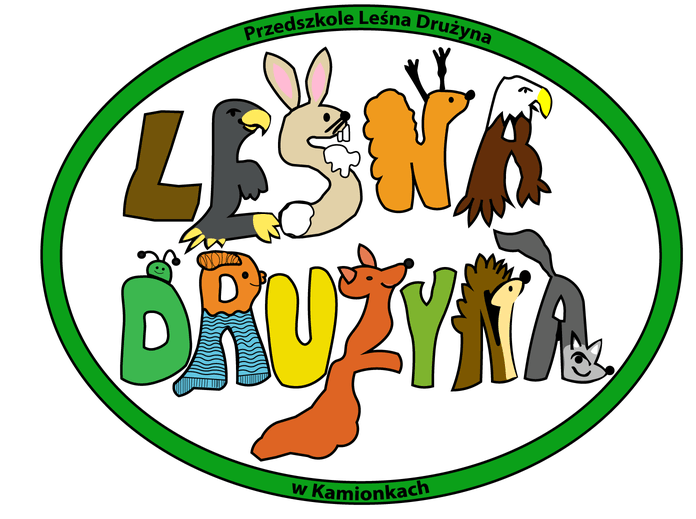 Przedszkole Leśna Drużyna
LEŚNA
DRUŻYNA
w Kamionkach